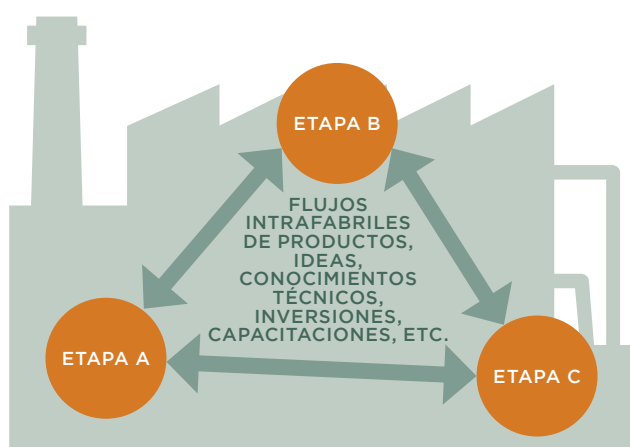 ETAPA B
FLUJOS
INTRAFABRILES
DE PRODUCTOS,
IDEAS,
CONOCIMIENTOS
TÉCNICOS,
INVERSIONES,
CAPACITACIONES, ETC.
ETAPA A
ETAPA C